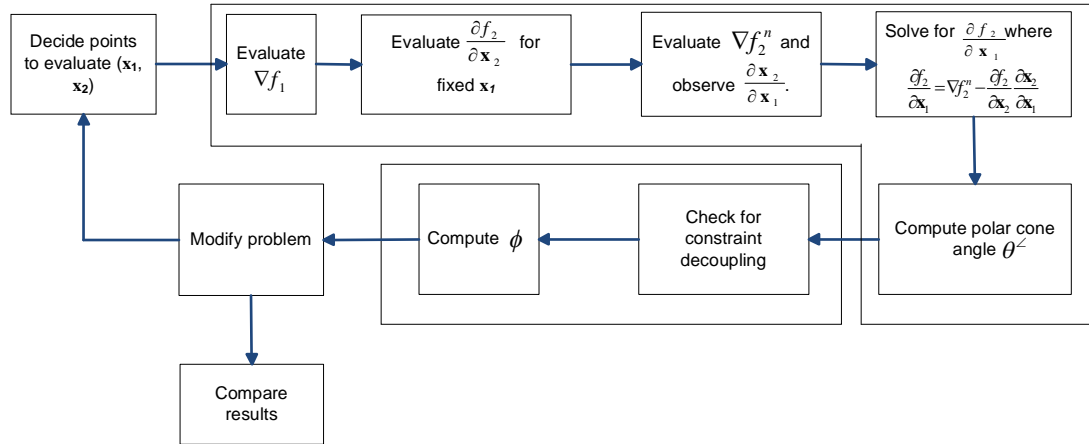 Decide points
to evaluate (x₁,
x₂)
Evaluate
∇f₁
Evaluate ∂f₂/∂x₂ for
fixed x₁
Evaluate ∇f₂ⁿ and
observe ∂x₂/∂x₁.
Solve for ∂f₂/∂x₁ where
∂f₂/∂x₁ = ∇f₂ⁿ − ∂f₂/∂x₂ ∂x₂/∂x₁
Compute polar cone
angle θ^∠
Check for
constraint
decoupling
Compute ϕ
Modify problem
Compare
results